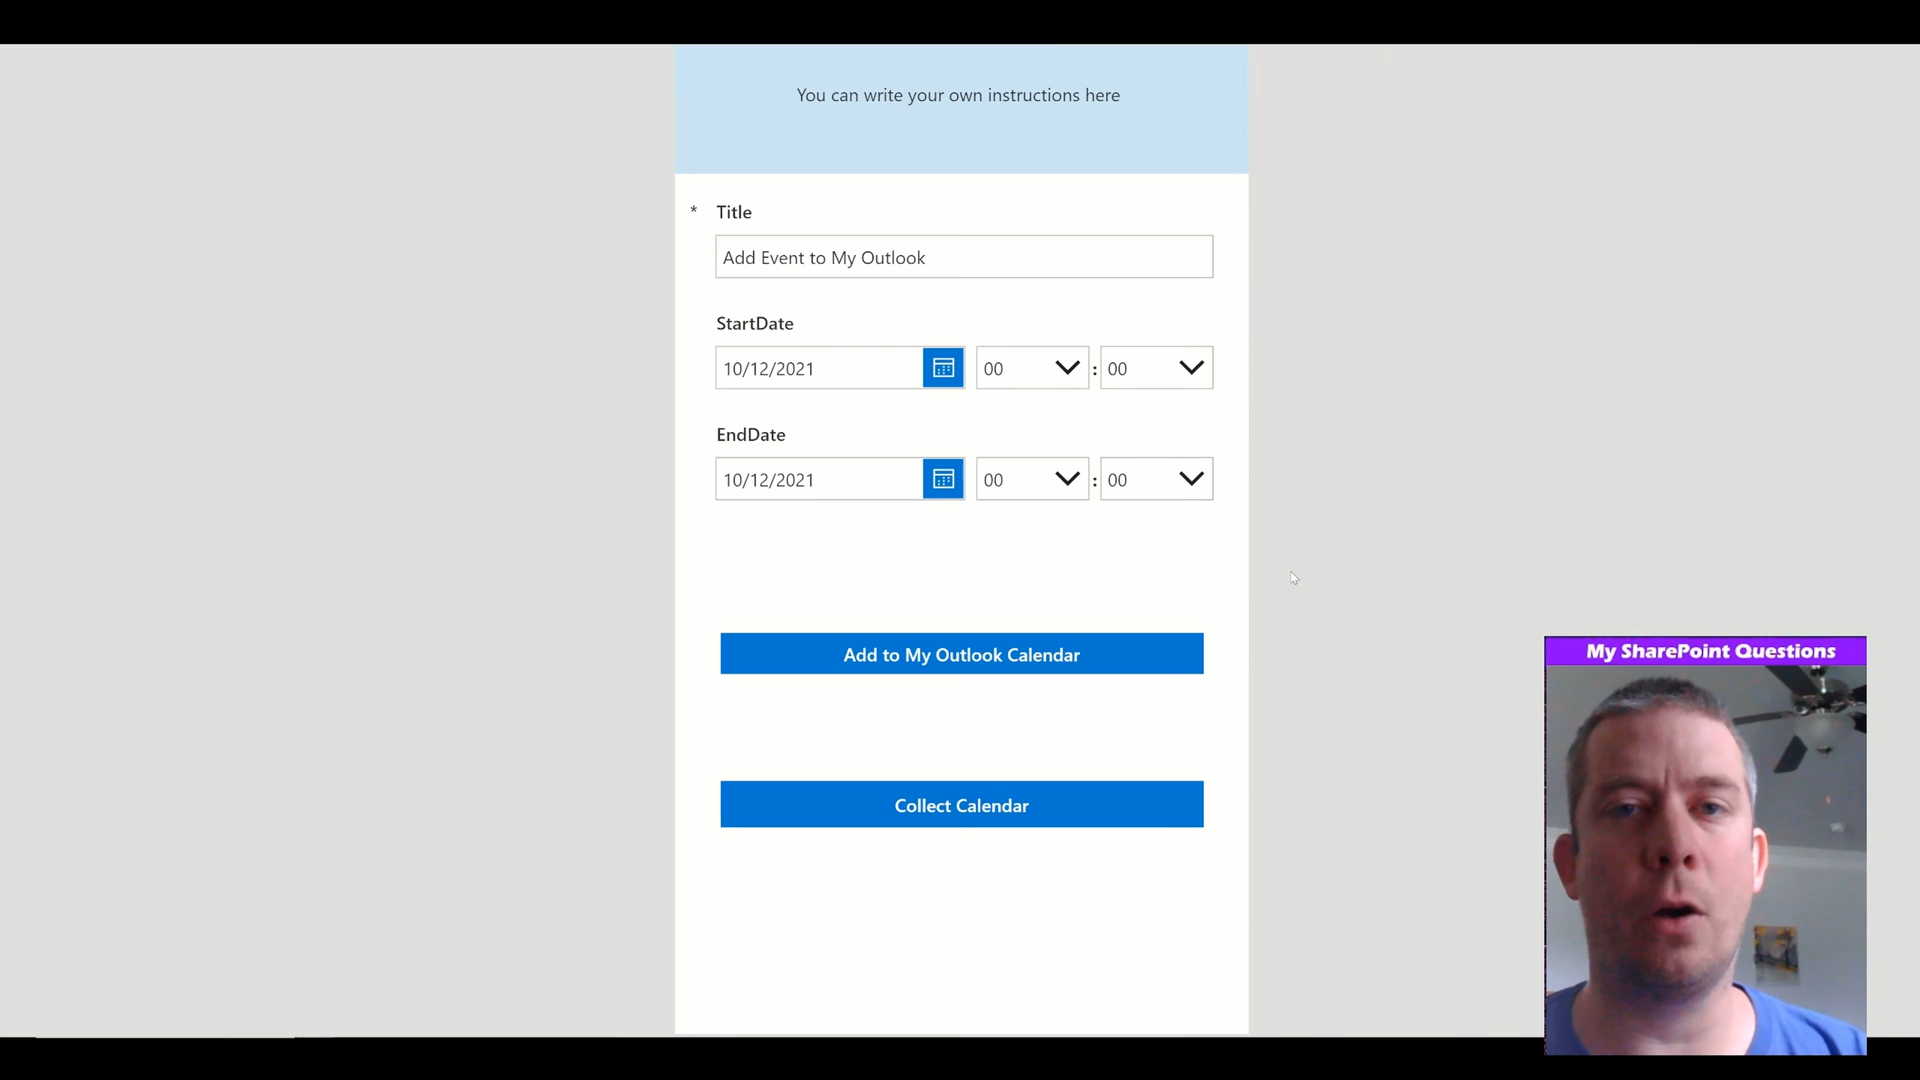 You can write your own instructions here
* Title
Add Event to My Outlook
StartDate
10/12/2021 00 : 00
EndDate
10/12/2021 00 : 00
Add to My Outlook Calendar
Collect Calendar
My SharePoint Questions